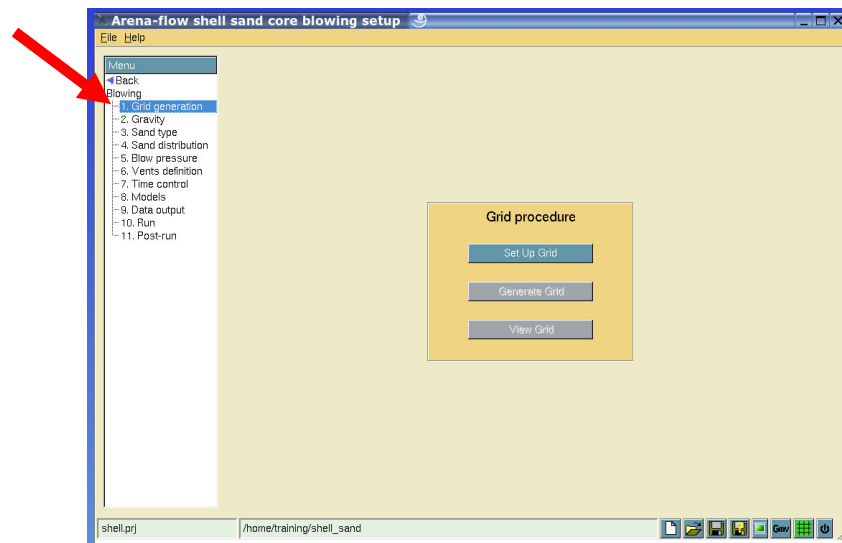 Arena-flow shell sand core blowing setup
File Help
Menu
Back
Blowing
1. Grid generation
2. Gravity
3. Sand type
4. Sand distribution
5. Blow pressure
6. Vents definition
7. Time control
8. Models
9. Data output
10. Run
11. Post-run
Grid procedure
Set Up Grid
Generate Grid
View Grid
shell.prj
/home/training/shell_sand
Gmv